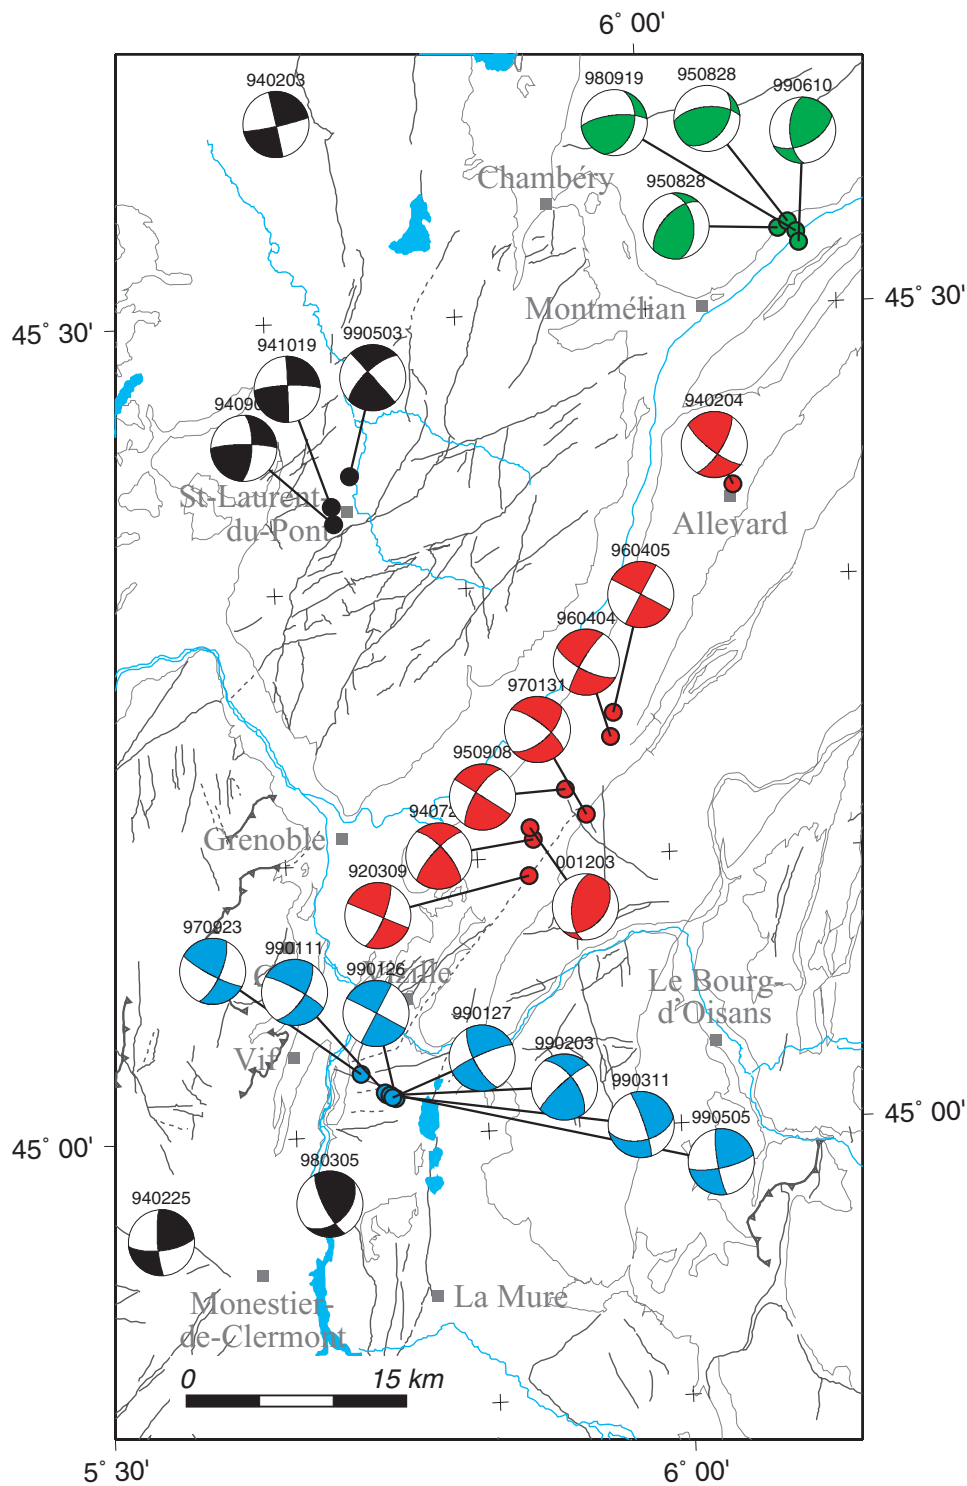 6° 00'
940203
980919
950828
990610
Chambéry
950828
45° 30'
Montmélian
45° 30'
990503
941019
940204
St-Laurent-
du-Pont
Allevard
960405
960404
970131
950908
Grenoble
920309
001203
970923
990111
990126
Vizille
Le Bourg-
d'Oisans
990127
990203
Vif
990311
990505
45° 00'
45° 00'
980305
940225
Monestier-
de-Clermont
La Mure
0 15 km
5° 30'
6° 00'